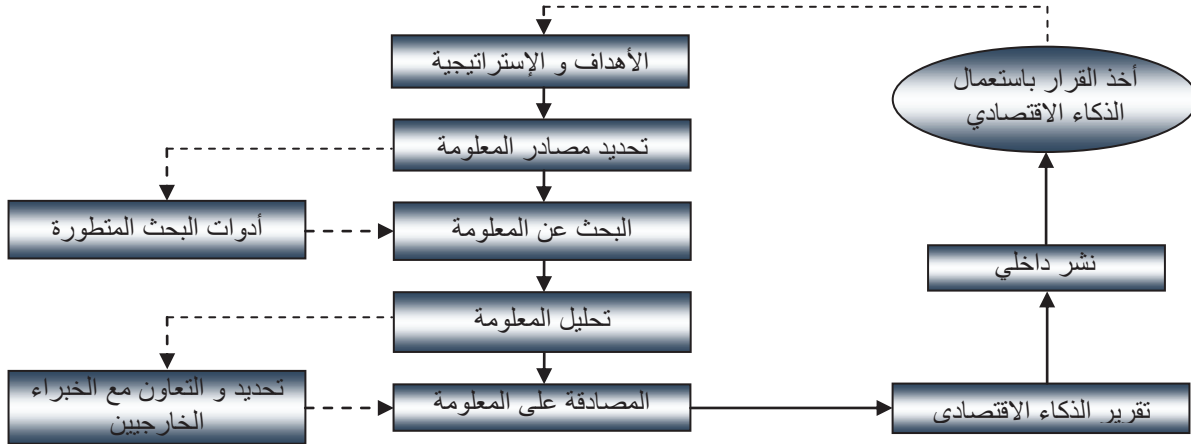 الأهداف و الإستراتيجية
أخذ القرار باستعمال
الذكاء الاقتصادي
تحديد مصادر المعلومة
أدوات البحث المتطورة
البحث عن المعلومة
نشر داخلي
تحليل المعلومة
تحديد و التعاون مع الخبراء
الخارجيين
المصادقة على المعلومة
تقرير الذكاء الاقتصادي